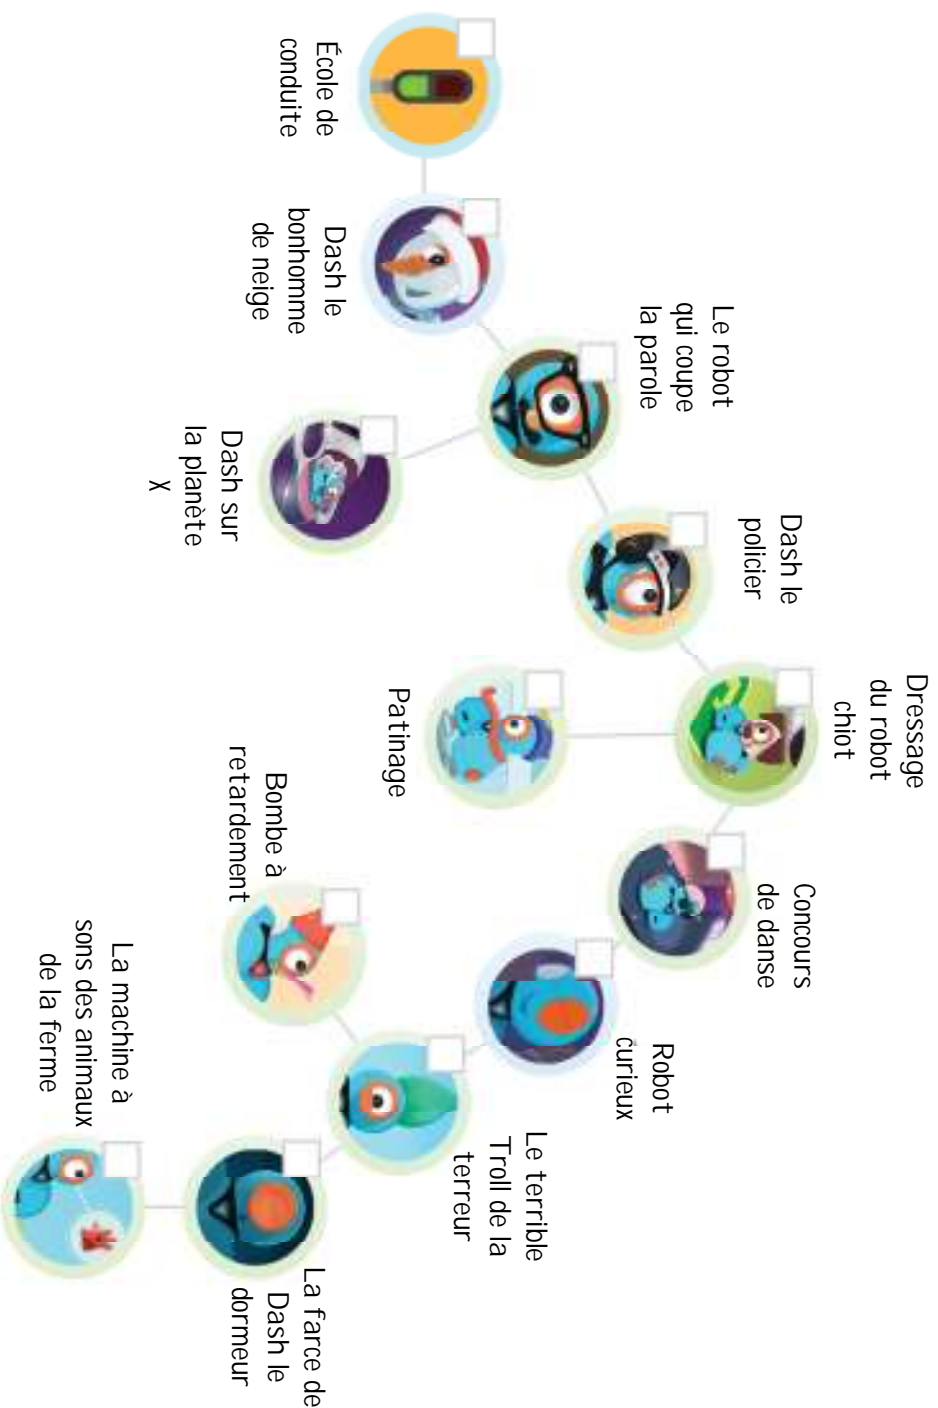 École de
conduite
Dash le
bonhomme
de neige
Le robot
qui coupe
la parole
Dash sur
la planète
X
Dash le
policier
Dressage
du robot
chiot
Patinage
Concours
de danse
Bombe à
retardement
Robot
curieux
Le terrible
Troll de la
terreur
La machine à
sons des animaux
de la ferme
La farce de
Dash le
dormeur